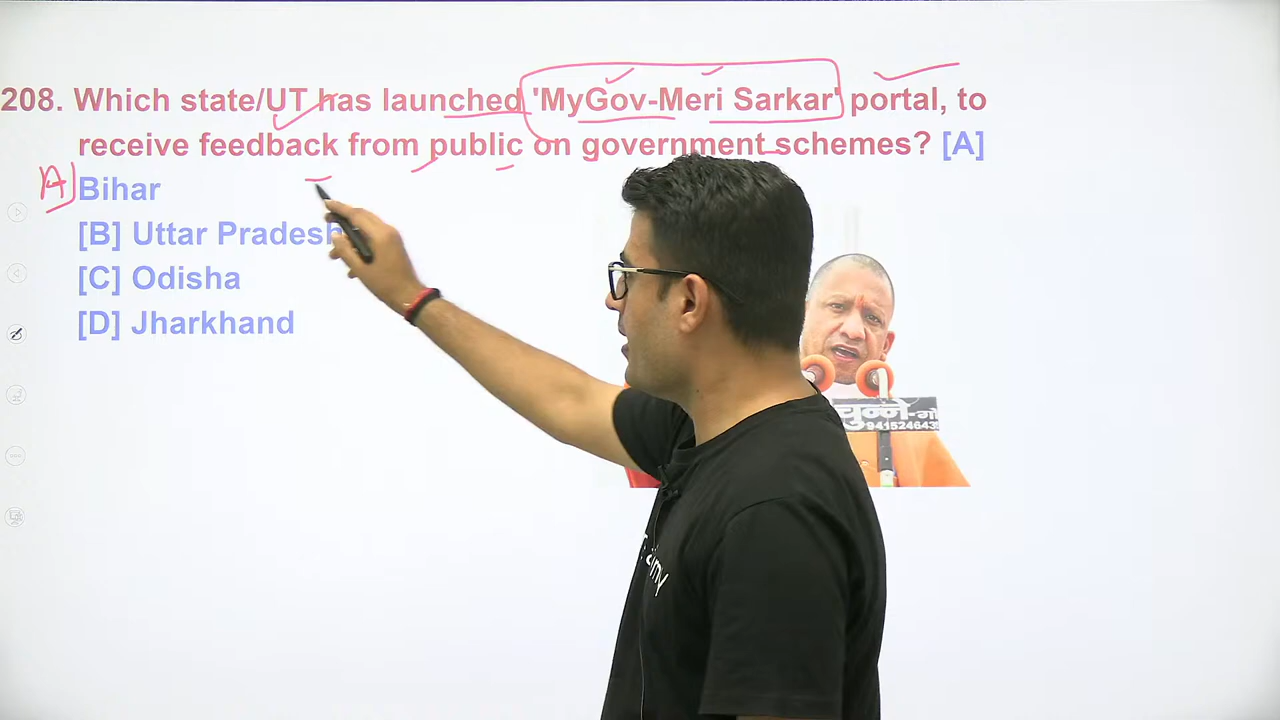 208. Which state/UT has launched 'MyGov-Meri Sarkar' portal, to
receive feedback from public on government schemes? [A]
A) Bihar
[B] Uttar Pradesh
[C] Odisha
[D] Jharkhand